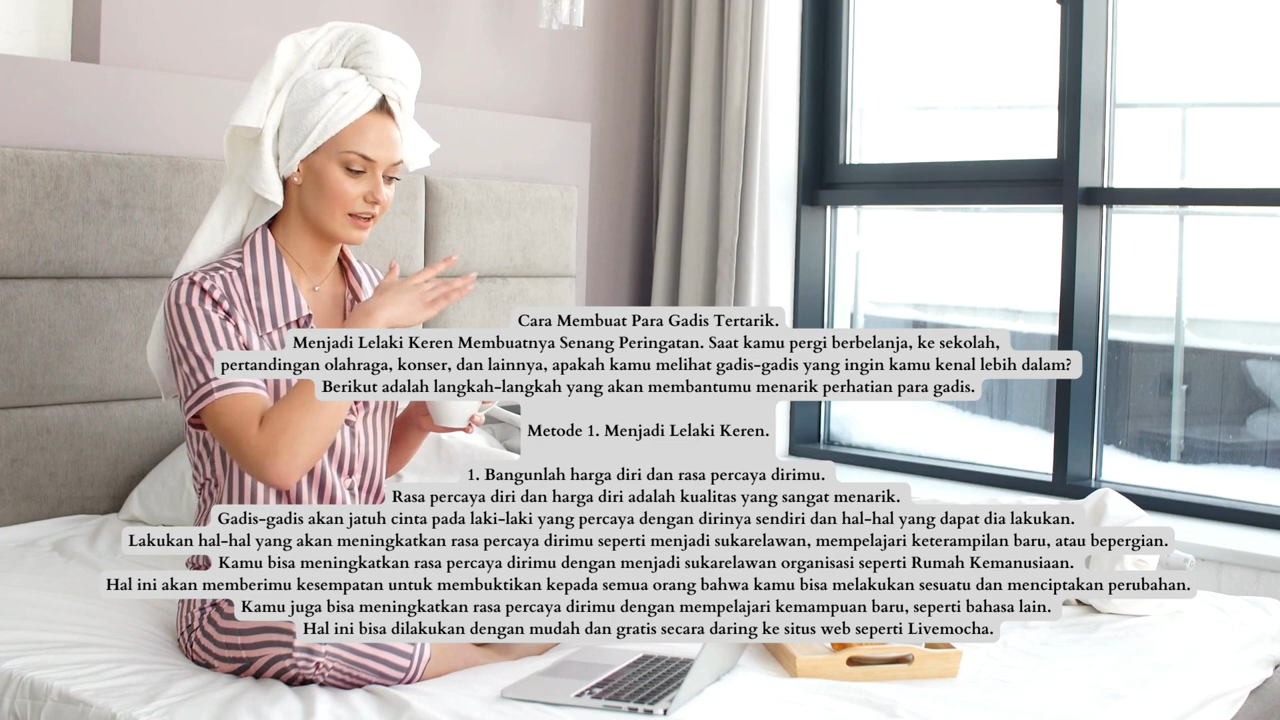 Cara Membuat Para Gadis Tertarik.
Menjadi Lelaki Keren Membuatnya Senang Peringatan. Saat kamu pergi berbelanja, ke sekolah,
pertandingan olahraga, konser, dan lainnya, apakah kamu melihat gadis-gadis yang ingin kamu kenal lebih dalam?
Berikut adalah langkah-langkah yang akan membantumu menarik perhatian para gadis.
Metode 1. Menjadi Lelaki Keren.
1. Bangunlah harga diri dan rasa percaya dirimu.
Rasa percaya diri dan harga diri adalah kualitas yang sangat menarik.
Gadis-gadis akan jatuh cinta pada laki-laki yang percaya dengan dirinya sendiri dan hal-hal yang dapat dia lakukan.
Lakukan hal-hal yang akan meningkatkan rasa percaya dirimu seperti menjadi sukarelawan, mempelajari keterampilan baru, atau bepergian.
Kamu bisa meningkatkan rasa percaya dirimu dengan menjadi sukarelawan organisasi seperti Rumah Kemanusiaan.
Hal ini akan memberimu kesempatan untuk membuktikan kepada semua orang bahwa kamu bisa melakukan sesuatu dan menciptakan perubahan.
Kamu juga bisa meningkatkan rasa percaya dirimu dengan mempelajari kemampuan baru, seperti bahasa lain.
Hal ini bisa dilakukan dengan mudah dan gratis secara daring ke situs web seperti Livemocha.